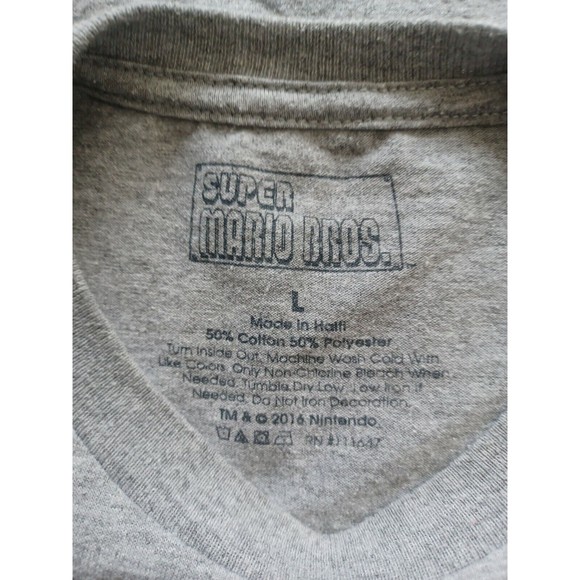 SUPER
MARIO BROS.
L
Made in Haiti
50% Cotton 50% Polyester
Turn Inside Out, Machine Wash Cold With
Like Colors. Only Non-Chlorine Bleach When
Needed. Tumble Dry Low. Low Iron If
Needed. Do Not Iron Decoration.
TM & © 2016 Nintendo.
RN #111647